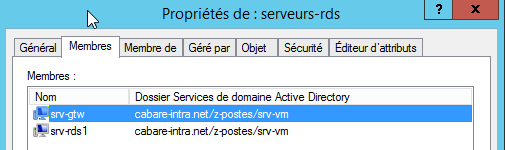 Propriétés de : serveurs-rds
? x
Général Membres Membre de Géré par Objet Sécurité Éditeur d'attributs
Membres :
Nom Dossier Services de domaine Active Directory
srv-gtw cabare-intra.net/z-postes/srv-vm
srv-rds1 cabare-intra.net/z-postes/srv-vm